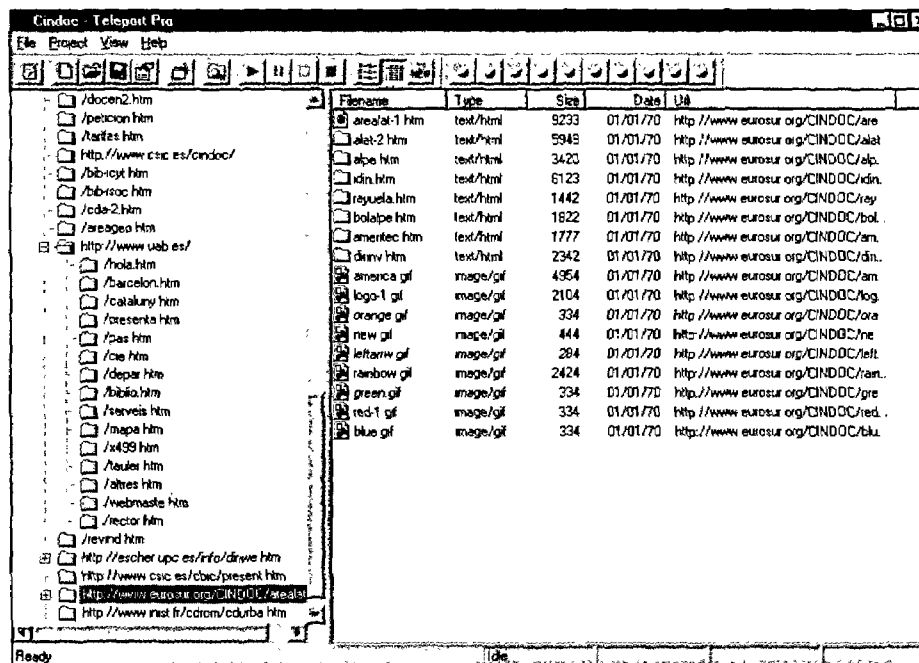 Cindoc - Teleport Pro
File Project View Help
/docen2.htm
/peticion htm
/tarifas htm
http://www csic es/cindoc/
/bib-icyt htm
/bib-isoc htm
/cda-2.htm
/areageo htm
http://www uab es/
/hola.htm
/barcelon.htm
/cataluny htm
/presenta htm
/pas htm
/cie htm
/depar htm
/biblio.htm
/serveis htm
/mapa htm
/x499 htm
/tauler htm
/altres htm
/webmaste htm
/rector htm
/revind htm
http://escher upc es/info/dirwe htm
http://www csic es/cbic/present htm
http://www eurosur org/CINDOC/arealat
http://www inist fr/cdrom/cdurba htm
Filename Type Size Date Url
arealat-1 htm text/html 9233 01/01/70 http://www eurosur.org/CINDOC/are
alat-2 htm text/html 01/01/70 http://www eurosur org/CINDOC/alat
alpe htm text/html 3420 01/01/70 http://www eurosur org/CINDOC/alp.
idin.htm text/html 6123 01/01/70 http://www eurosur org/CINDOC/idin.
rayuela.htm text/html 1442 01/01/70 http://www eurosur org/CINDOC/ray
bolalpe htm text/html 1822 01/01/70 http://www eurosur org/CINDOC/bol..
ameritec htm text/html 1777 01/01/70 http://www eurosur org/CINDOC/am.
dirinv htm text/html 2342 01/01/70 http://www eurosur org/CINDOC/din..
america gif image/gif 4954 01/01/70 http://www eurosur org/CINDOC/am
logo-1 gif image/gif 2104 01/01/70 http://www eurosur org/CINDOC/log.
orange gif image/gif 334 01/01/70 http://www eurosur org/CINDOC/ora
new gif image/gif 444 01/01/70 http://www eurosur org/CINDOC/ne
leftarrw gif image/gif 284 01/01/70 http://www eurosur org/CINDOC/left.
rainbow gif image/gif 2424 01/01/70 http://www eurosur org/CINDOC/rain..
green.gif image/gif 334 01/01/70 http://www eurosur org/CINDOC/gre
red-1 gif image/gif 334 01/01/70 http://www eurosur org/CINDOC/red..
blue gif image/gif 334 01/01/70 http://www eurosur org/CINDOC/blu.
Ready Idle